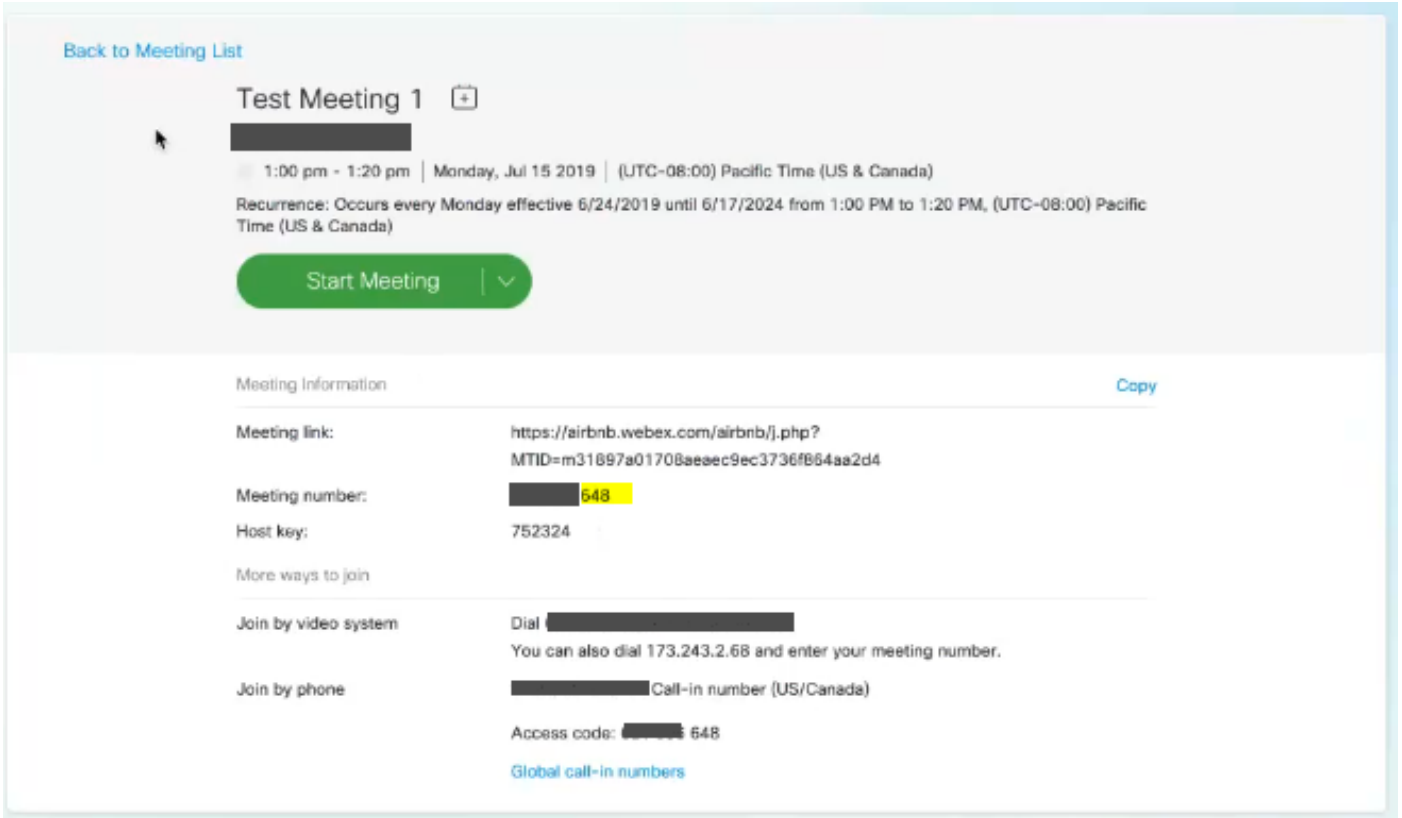 Back to Meeting List
Test Meeting 1
1:00 pm - 1:20 pm | Monday, Jul 15 2019 | (UTC-08:00) Pacific Time (US & Canada)
Recurrence: Occurs every Monday effective 6/24/2019 until 6/17/2024 from 1:00 PM to 1:20 PM, (UTC-08:00) Pacific
Time (US & Canada)
Start Meeting
Meeting Information
Copy
Meeting link:
https://airbnb.webex.com/airbnb/j.php?
MTID=m31897a01708aeaec9ec3736f864aa2d4
Meeting number:
648
Host key:
752324
More ways to join
Join by video system
Dial
You can also dial 173.243.2.68 and enter your meeting number.
Join by phone
Call-in number (US/Canada)
Access code: 648
Global call-in numbers